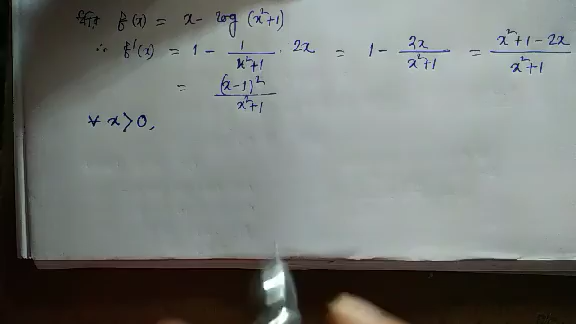 f(x) = x - log (x²+1)
∴ f'(x) = 1 - 1/(x²+1) · 2x = 1 - 2x/(x²+1) = (x²+1-2x)/(x²+1)
= (x-1)²/(x²+1)
∀ x>0,